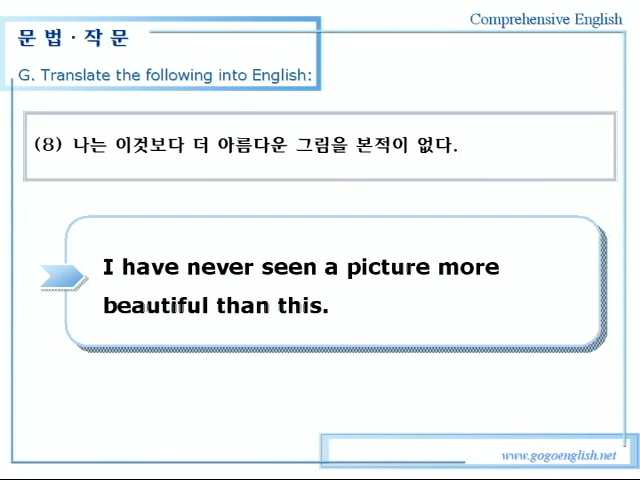 Comprehensive English
문 법 · 작 문
G. Translate the following into English:
(8) 나는 이것보다 더 아름다운 그림을 본적이 없다.
I have never seen a picture more
beautiful than this.
www.gogoenglish.net